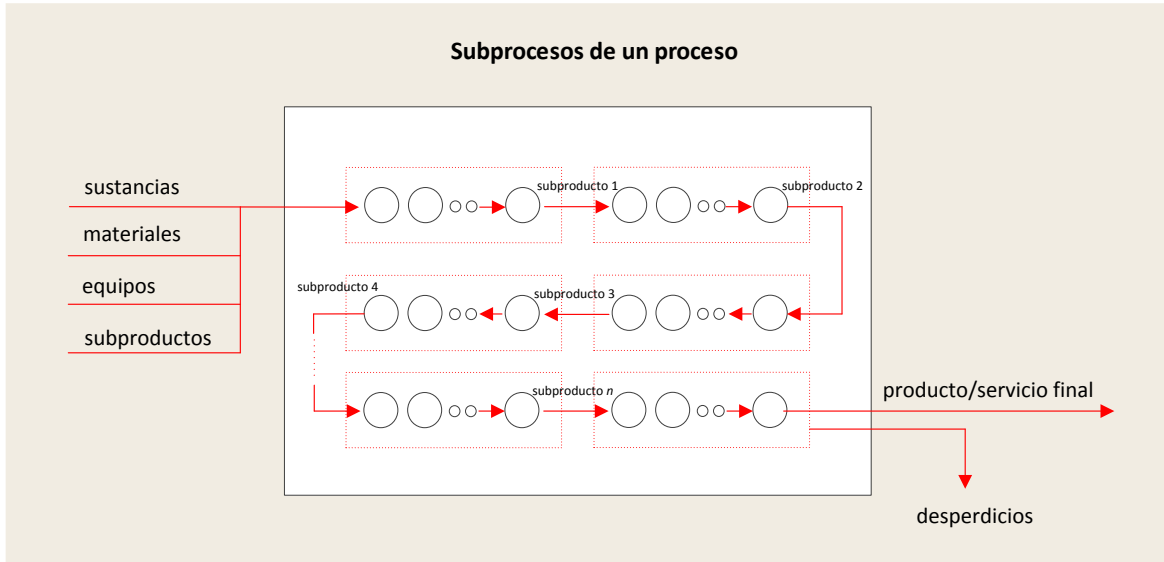 Subprocesos de un proceso
sustancias
materiales
equipos
subproductos
subproducto 1
subproducto 2
subproducto 4
subproducto 3
subproducto n
producto/servicio final
desperdicios